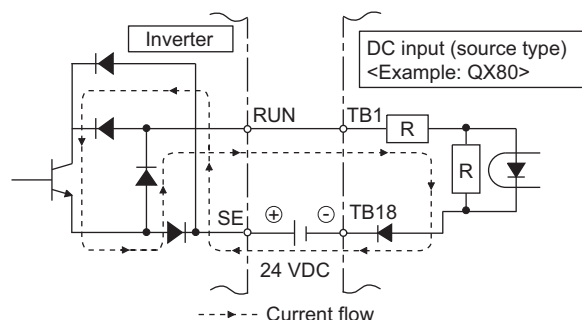 Inverter
DC input (source type)
<Example: QX80>
RUN
TB1
R
R
SE
+
-
TB18
24 VDC
Current flow